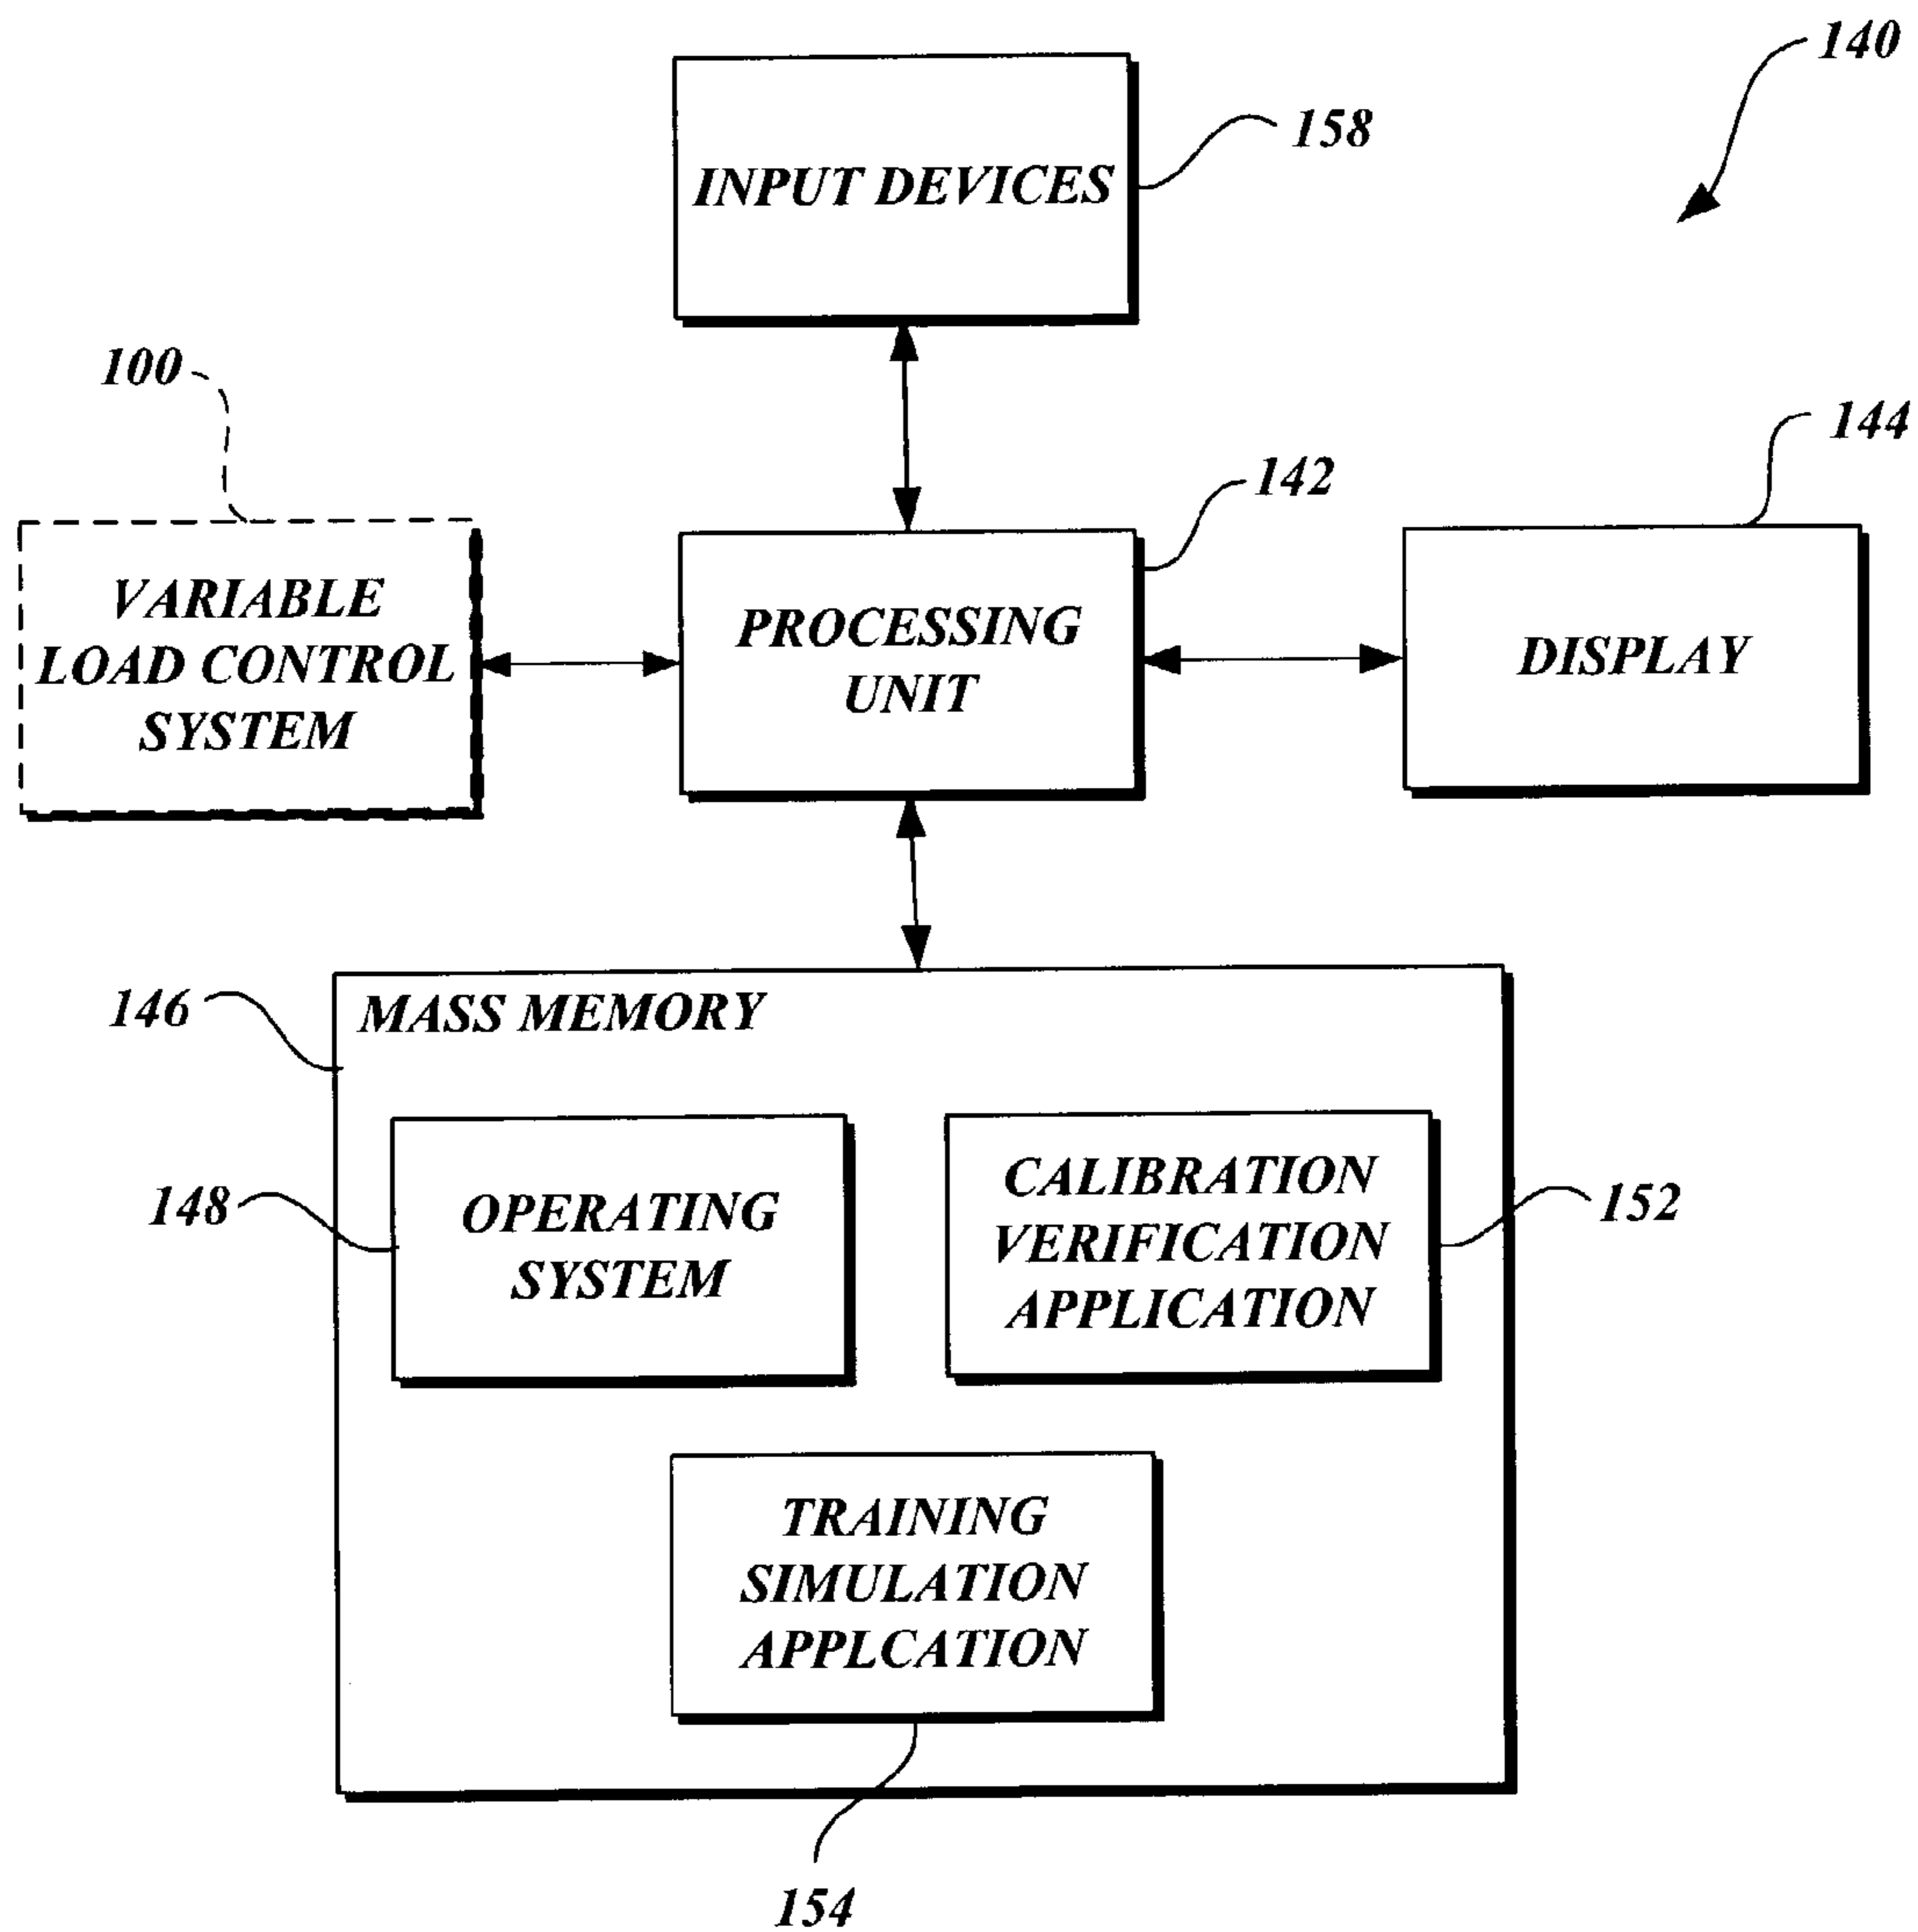 140
158
INPUT DEVICES
100
144
142
VARIABLE
LOAD CONTROL
SYSTEM
PROCESSING
UNIT
DISPLAY
146
MASS MEMORY
148
OPERATING
SYSTEM
CALIBRATION
VERIFICATION
APPLICATION
152
TRAINING
SIMULATION
APPLCATION
154